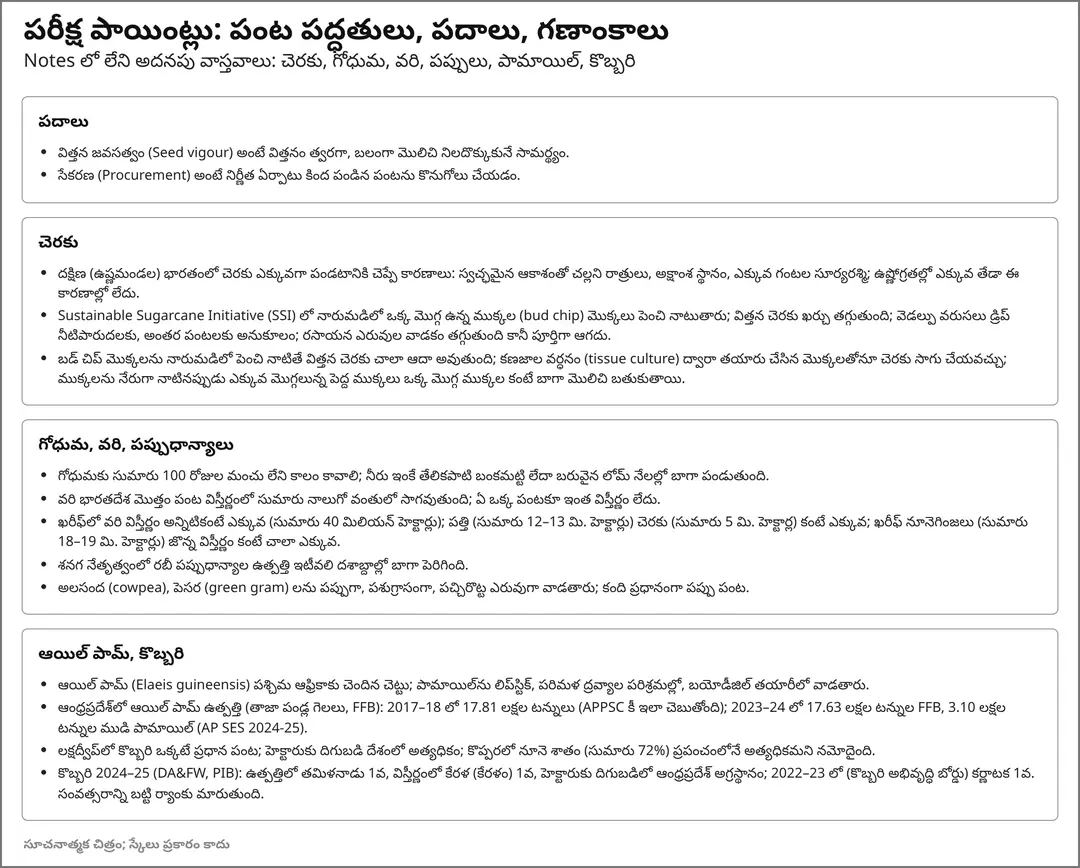 పరీక్ష పాయింట్లు: పంట పద్ధతులు, పదాలు, గణాంకాలు
Notes లో లేని అదనపు వాస్తవాలు: చెరకు, గోధుమ, వరి, పప్పులు, పామాయిల్, కొబ్బరి
పదాలు
• విత్తన జవసత్వం (Seed vigour) అంటే విత్తనం త్వరగా, బలంగా మొలిచి నిలదొక్కుకునే సామర్థ్యం.
• సేకరణ (Procurement) అంటే నిర్ణీత ఏర్పాటు కింద పండిన పంటను కొనుగోలు చేయడం.
చెరకు
• దక్షిణ (ఉష్ణమండల) భారతంలో చెరకు ఎక్కువగా పండటానికి చెప్పే కారణాలు: స్వచ్ఛమైన ఆకాశంతో చల్లని రాత్రులు, అక్షాంశ స్థానం, ఎక్కువ గంటల సూర్యరశ్మి; ఉష్ణోగ్రతల్లో ఎక్కువ తేడా ఈ
కారణాల్లో లేదు.
• Sustainable Sugarcane Initiative (SSI) లో నారుమడిలో ఒక్క మొగ్గ ఉన్న ముక్కల (bud chip) మొక్కలు పెంచి నాటుతారు; విత్తన చెరకు ఖర్చు తగ్గుతుంది; వెడల్పు వరుసలు డ్రిప్
నీటిపారుదలకు, అంతర పంటలకు అనుకూలం; రసాయన ఎరువుల వాడకం తగ్గుతుంది కానీ పూర్తిగా ఆగదు.
• బడ్ చిప్ మొక్కలను నారుమడిలో పెంచి నాటితే విత్తన చెరకు చాలా ఆదా అవుతుంది; కణజాల వర్ధనం (tissue culture) ద్వారా తయారు చేసిన మొక్కలతోనూ చెరకు సాగు చేయవచ్చు;
ముక్కలను నేరుగా నాటినప్పుడు ఎక్కువ మొగ్గలున్న పెద్ద ముక్కలు ఒక్క మొగ్గ ముక్కల కంటే బాగా మొలిచి బతుకుతాయి.
గోధుమ, వరి, పప్పుధాన్యాలు
• గోధుమకు సుమారు 100 రోజుల మంచు లేని కాలం కావాలి; నీరు ఇంకే తేలికపాటి బంకమట్టి లేదా బరువైన లోమ్ నేలల్లో బాగా పండుతుంది.
• వరి భారతదేశ మొత్తం పంట విస్తీర్ణంలో సుమారు నాలుగో వంతులో సాగవుతుంది; ఏ ఒక్క పంటకూ ఇంత విస్తీర్ణం లేదు.
• ఖరీఫ్‌లో వరి విస్తీర్ణం అన్నిటికంటే ఎక్కువ (సుమారు 40 మిలియన్ హెక్టార్లు); పత్తి (సుమారు 12–13 మి. హెక్టార్లు) చెరకు (సుమారు 5 మి. హెక్టార్ల) కంటే ఎక్కువ; ఖరీఫ్ నూనెగింజలు (సుమారు
18–19 మి. హెక్టార్లు) జొన్న విస్తీర్ణం కంటే చాలా ఎక్కువ.
• శనగ నేతృత్వంలో రబీ పప్పుధాన్యాల ఉత్పత్తి ఇటీవలి దశాబ్దాల్లో బాగా పెరిగింది.
• అలసంద (cowpea), పెసర (green gram) లను పప్పుగా, పశుగ్రాసంగా, పచ్చిరొట్ట ఎరువుగా వాడతారు; కంది ప్రధానంగా పప్పు పంట.
ఆయిల్ పామ్, కొబ్బరి
• ఆయిల్ పామ్ (Elaeis guineensis) పశ్చిమ ఆఫ్రికాకు చెందిన చెట్టు; పామాయిల్‌ను లిప్‌స్టిక్, పరిమళ ద్రవ్యాల పరిశ్రమల్లో, బయోడీజిల్ తయారీలో వాడతారు.
• ఆంధ్రప్రదేశ్‌లో ఆయిల్ పామ్ ఉత్పత్తి (తాజా పండ్ల గెలలు, FFB): 2017–18 లో 17.81 లక్షల టన్నులు (APPSC కీ ఇలా చెబుతోంది); 2023–24 లో 17.63 లక్షల టన్నుల FFB, 3.10 లక్షల
టన్నుల ముడి పామాయిల్ (AP SES 2024-25).
• లక్షద్వీప్‌లో కొబ్బరి ఒక్కటే ప్రధాన పంట; హెక్టారుకు దిగుబడి దేశంలో అత్యధికం; కొప్పరలో నూనె శాతం (సుమారు 72%) ప్రపంచంలోనే అత్యధికమని నమోదైంది.
• కొబ్బరి 2024–25 (DA&FW, PIB): ఉత్పత్తిలో తమిళనాడు 1వ, విస్తీర్ణంలో కేరళ (కేరళం) 1వ, హెక్టారుకు దిగుబడిలో ఆంధ్రప్రదేశ్ అగ్రస్థానం; 2022–23 లో (కొబ్బరి అభివృద్ధి బోర్డు) కర్ణాటక 1వ.
సంవత్సరాన్ని బట్టి ర్యాంకు మారుతుంది.
సూచనాత్మక చిత్రం; స్కేలు ప్రకారం కాదు